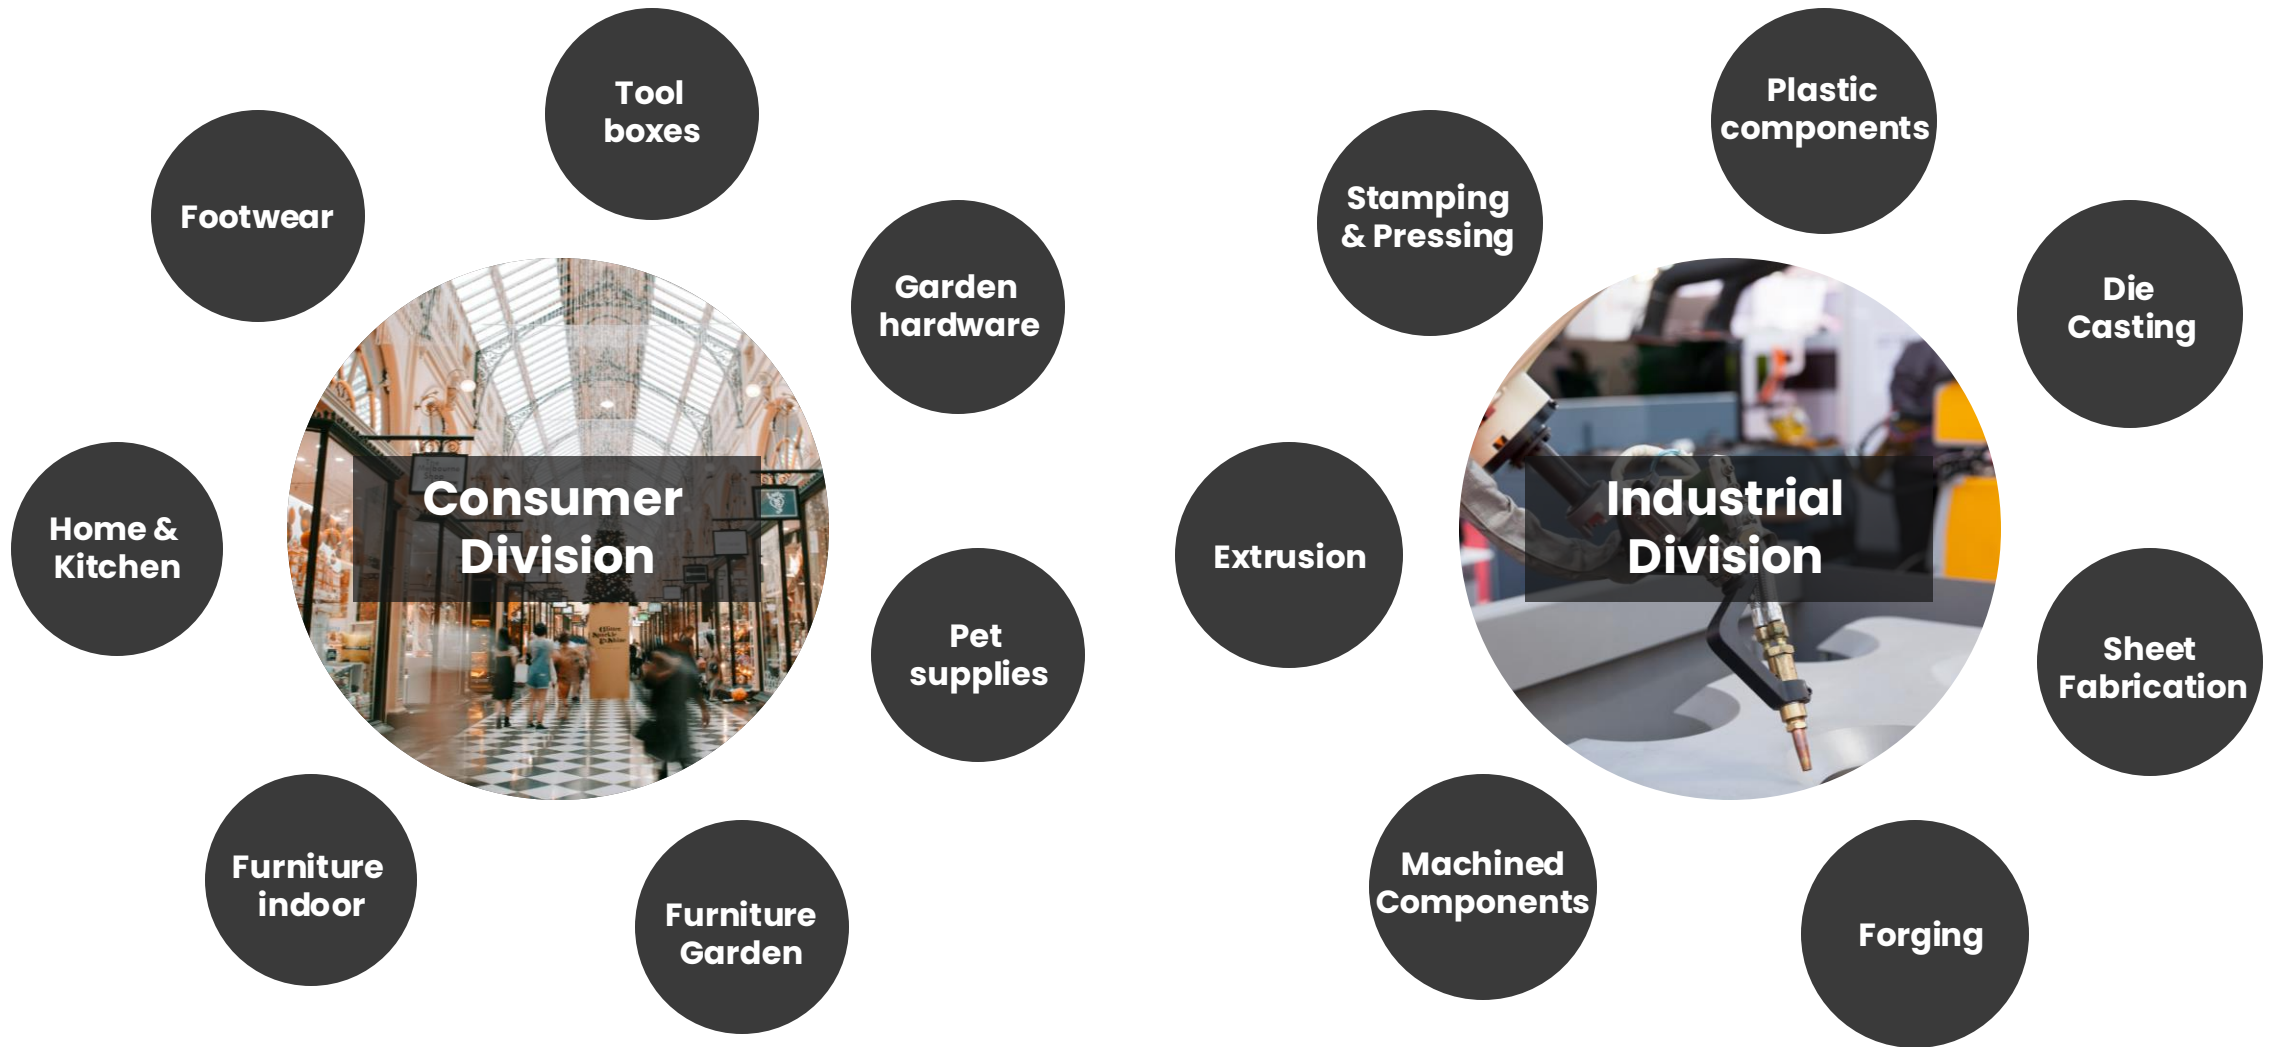 Tool
boxes
Footwear
Garden
hardware
Consumer
Division
Home &
Kitchen
Pet
supplies
Furniture
indoor
Furniture
Garden
Plastic
components
Stamping
& Pressing
Die
Casting
Industrial
Division
Extrusion
Sheet
Fabrication
Machined
Components
Forging